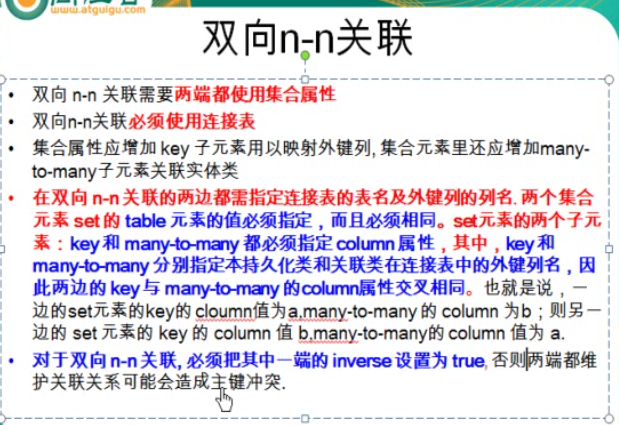 www.atguigu.com
双向n-n关联
• 双向 n-n 关联需要两端都使用集合属性
• 双向n-n关联必须使用连接表
• 集合属性应增加 key 子元素用以映射外键列, 集合元素里还应增加many-
to-many子元素关联实体类
• 在双向 n-n 关联的两边都需指定连接表的表名及外键列的列名. 两个集合
元素 set 的 table 元素的值必须指定，而且必须相同。set元素的两个子元
素：key 和 many-to-many 都必须指定 column 属性，其中，key 和
many-to-many 分别指定本持久化类和关联类在连接表中的外键列名，因
此两边的 key 与 many-to-many 的column属性交叉相同。也就是说，一
边的set元素的key的 cloumn值为a,many-to-many 的 column 为b；则另一
边的 set 元素的 key 的 column 值 b,many-to-many的 column 值为 a.
• 对于双向 n-n 关联, 必须把其中一端的 inverse 设置为 true, 否则两端都维
护关联关系可能会造成主键冲突.